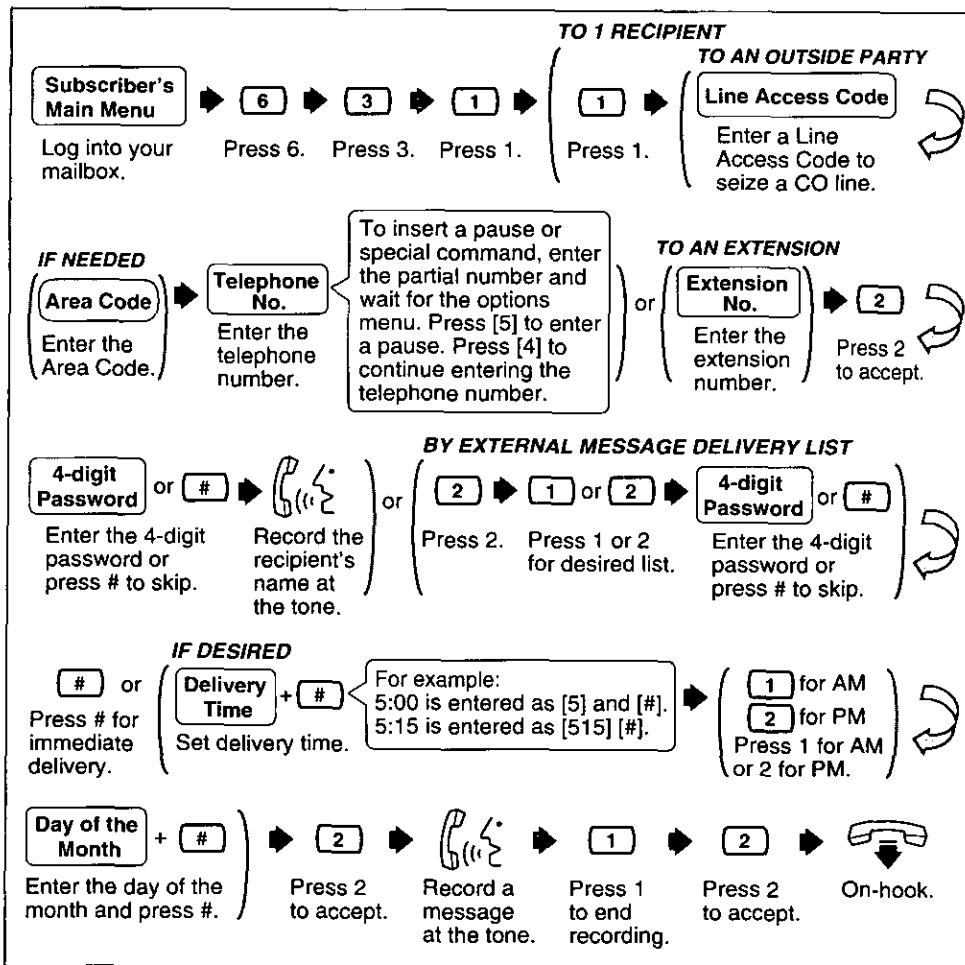 TO 1 RECIPIENT
TO AN OUTSIDE PARTY
Subscriber's
Main Menu
6
3
1
1
Line Access Code
Log into your
mailbox.
Press 6.
Press 3.
Press 1.
Press 1.
Enter a Line
Access Code to
seize a CO line.
IF NEEDED
Area Code
Enter the
Area Code.
Telephone
No.
Enter the
telephone
number.
To insert a pause or
special command, enter
the partial number and
wait for the options
menu. Press [5] to enter
a pause. Press [4] to
continue entering the
telephone number.
or
TO AN EXTENSION
Extension
No.
Enter the
extension
number.
2
Press 2
to accept.
4-digit
Password
or #
Enter the 4-digit
password or
press # to skip.
Record the
recipient's
name at
the tone.
or
BY EXTERNAL MESSAGE DELIVERY LIST
2
Press 2.
1 or 2
Press 1 or 2
for desired list.
4-digit
Password
or #
Enter the 4-digit
password or
press # to skip.
# or
Press # for
immediate
delivery.
IF DESIRED
Delivery
Time
+ #
Set delivery time.
For example:
5:00 is entered as [5] and [#].
5:15 is entered as [515] [#].
1 for AM
2 for PM
Press 1 for AM
or 2 for PM.
Day of the
Month
+ #
Enter the day of the
month and press #.
2
Press 2
to accept.
Record a
message
at the tone.
1
Press 1
to end
recording.
2
Press 2
to accept.
On-hook.